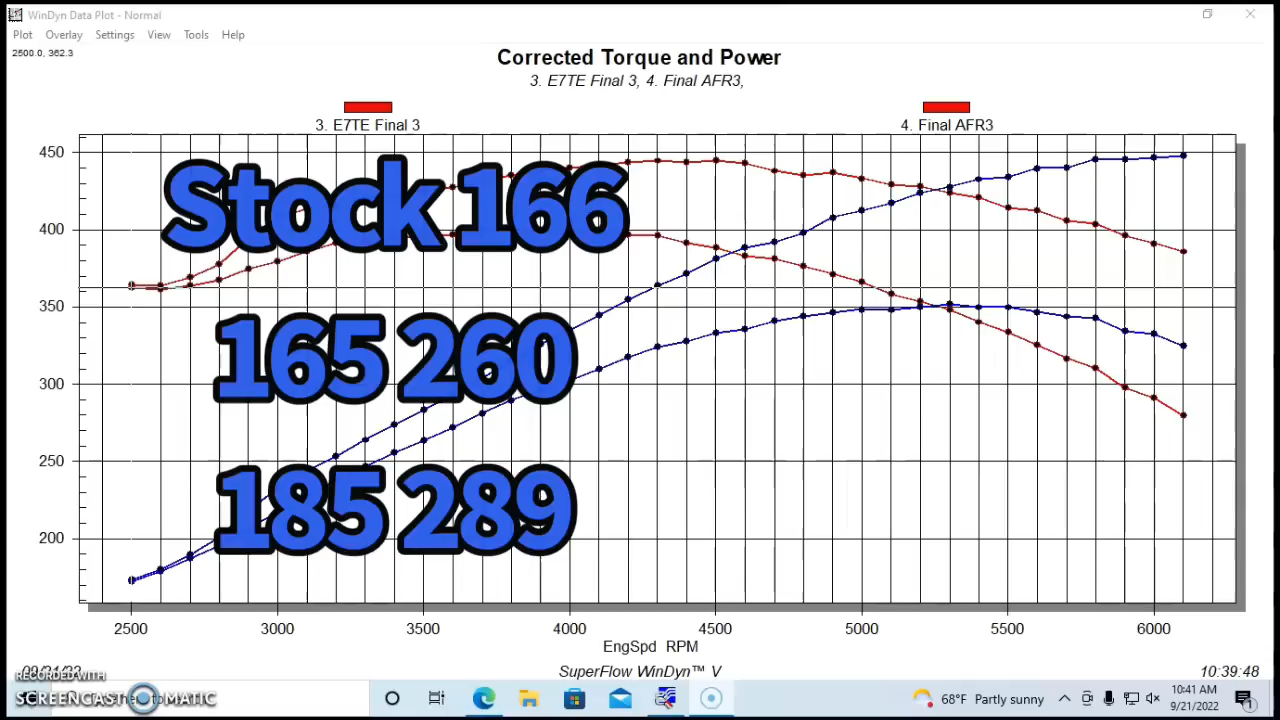 WinDyn Data Plot - Normal
Plot Overlay Settings View Tools Help
2500.0, 362.3
Corrected Torque and Power
3. E7TE Final 3, 4. Final AFR3,
3. E7TE Final 3
4. Final AFR3
450
400
350
300
250
200
Stock 166
165 260
185 289
2500 3000 3500 4000 4500 5000 5500 6000
EngSpd RPM
SuperFlow WinDyn™ V
10:39:48
RECORDED WITH
SCREENCAST-O-MATIC
68°F Partly sunny
10:41 AM
9/21/2022
1